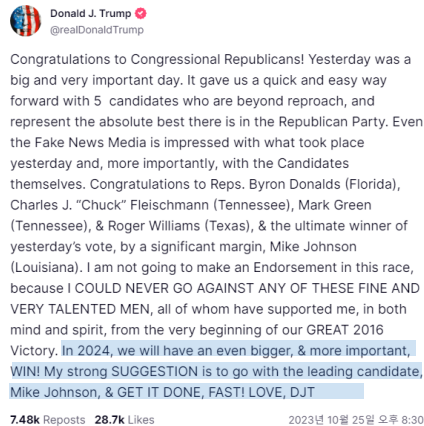 Donald J. Trump
@realDonaldTrump
Congratulations to Congressional Republicans! Yesterday was a
big and very important day. It gave us a quick and easy way
forward with 5 candidates who are beyond reproach, and
represent the absolute best there is in the Republican Party. Even
the Fake News Media is impressed with what took place
yesterday and, more importantly, with the Candidates
themselves. Congratulations to Reps. Byron Donalds (Florida),
Charles J. “Chuck” Fleischmann (Tennessee), Mark Green
(Tennessee), & Roger Williams (Texas), & the ultimate winner of
yesterday’s vote, by a significant margin, Mike Johnson
(Louisiana). I am not going to make an Endorsement in this race,
because I COULD NEVER GO AGAINST ANY OF THESE FINE AND
VERY TALENTED MEN, all of whom have supported me, in both
mind and spirit, from the very beginning of our GREAT 2016
Victory. In 2024, we will have an even bigger, & more important,
WIN! My strong SUGGESTION is to go with the leading candidate,
Mike Johnson, & GET IT DONE, FAST! LOVE, DJT
7.48k Reposts 28.7k Likes 2023년 10월 25일 오후 8:30